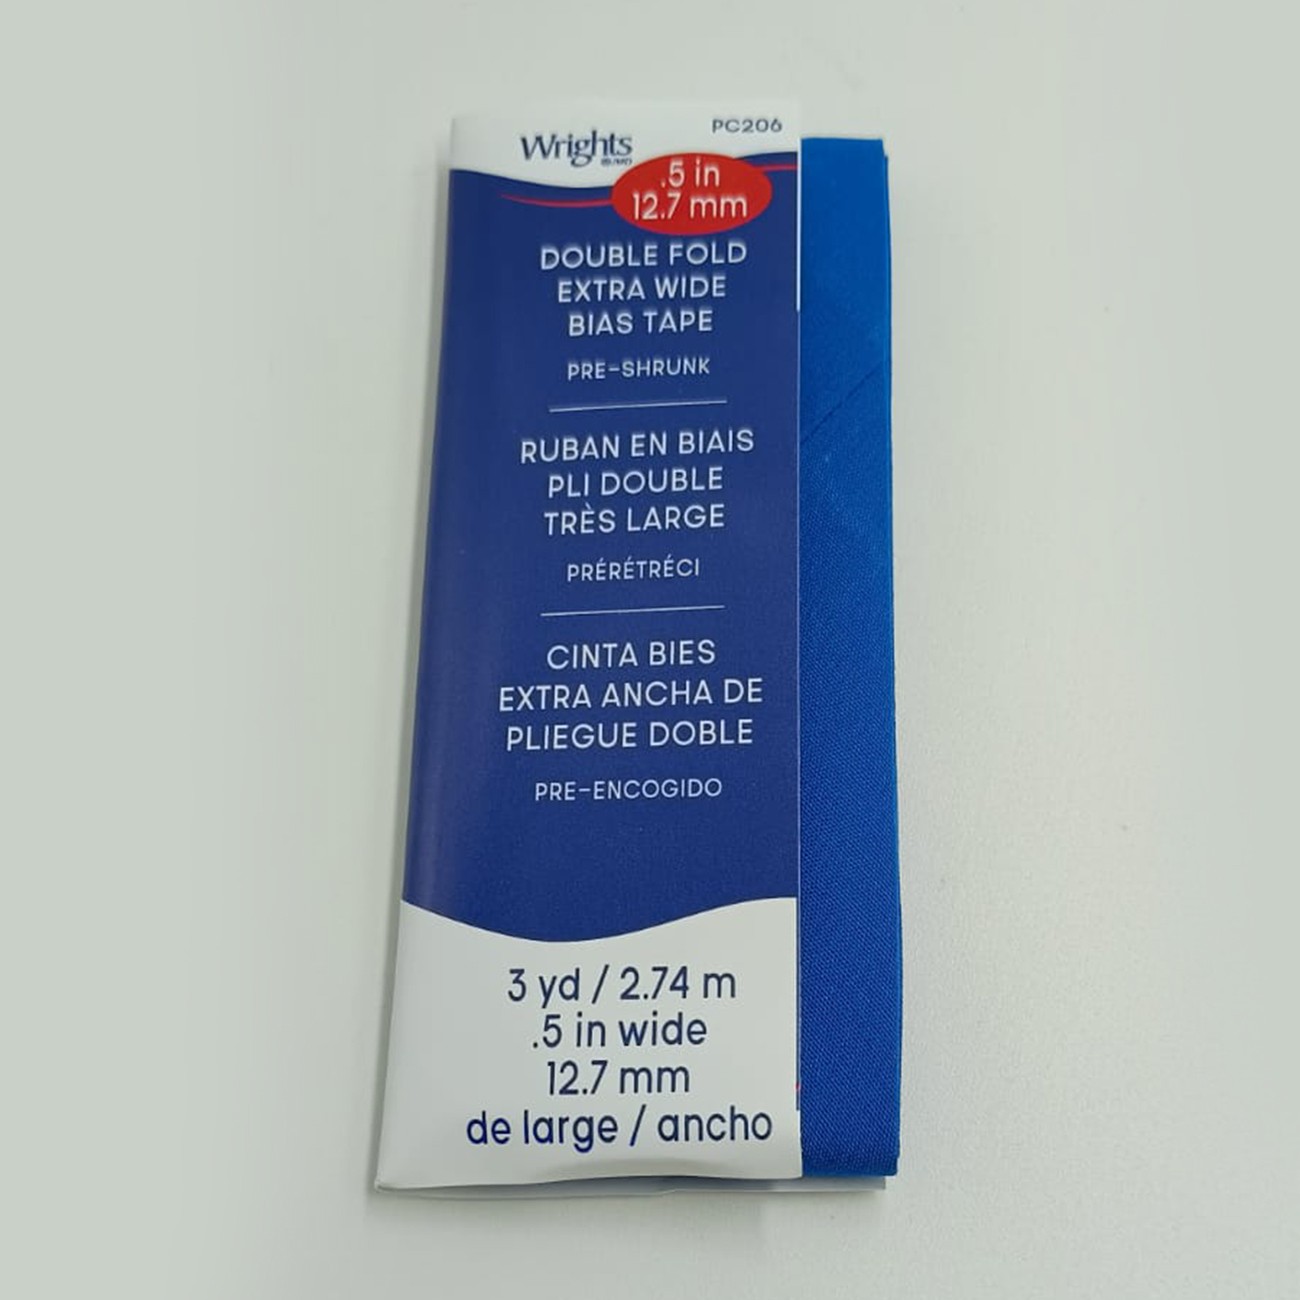 Wrights
PC206
.5 in
12.7 mm
DOUBLE FOLD
EXTRA WIDE
BIAS TAPE
PRE-SHRUNK
RUBAN EN BIAIS
PLI DOUBLE
TRÈS LARGE
PRÉRÉTRÉCI
CINTA BIES
EXTRA ANCHA DE
PLIEGUE DOBLE
PRE-ENCOGIDO
3 yd / 2.74 m
.5 in wide
12.7 mm
de large / ancho